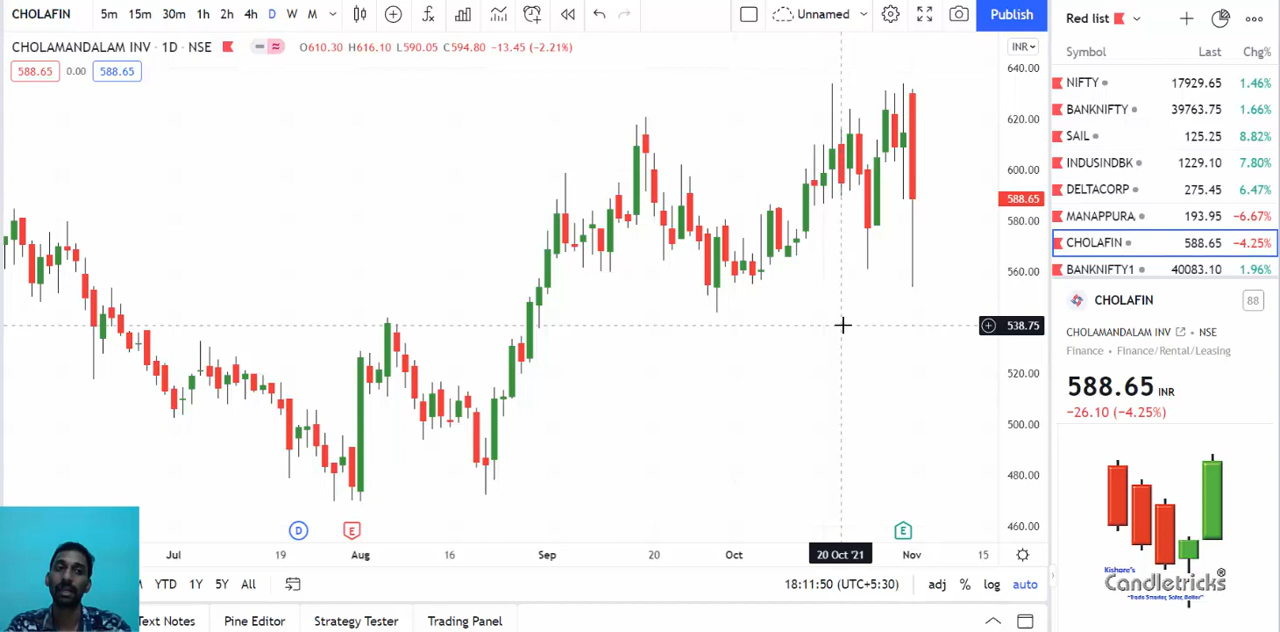 CHOLAFIN 5m 15m 30m 1h 2h 4h D W M Unnamed Publish
CHOLAMANDALAM INV · 1D · NSE O610.30 H616.10 L590.05 C594.80 −13.45 (−2.21%) INR
588.65 0.00 588.65
640.00
620.00
600.00
588.65
580.00
560.00
538.75
520.00
500.00
480.00
460.00
D E E
Jul 19 Aug 16 Sep 20 Oct 20 Oct '21 Nov 15
YTD 1Y 5Y All 18:11:50 (UTC+5:30) adj % log auto
Text Notes Pine Editor Strategy Tester Trading Panel
Red list
Symbol Last Chg%
NIFTY 17929.65 1.46%
BANKNIFTY 39763.75 1.66%
SAIL 125.25 8.82%
INDUSINDBK 1229.10 7.80%
DELTACORP 275.45 6.47%
MANAPPURA 193.95 −6.67%
CHOLAFIN 588.65 −4.25%
BANKNIFTY1 40083.10 1.96%
CHOLAFIN 88
CHOLAMANDALAM INV • NSE
Finance • Finance/Rental/Leasing
588.65 INR
−26.10 (−4.25%)
Kishore's
Candletricks®
"Trade Smarter, Safer, Better"